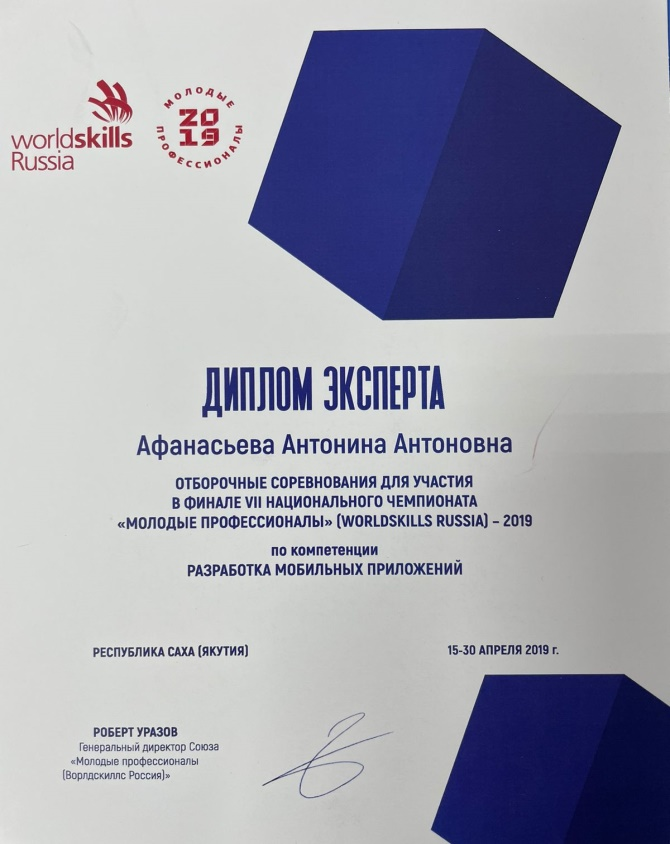 worldskills
Russia
МОЛОДЫЕ
2019
ПРОФЕССИОНАЛЫ
ДИПЛОМ ЭКСПЕРТА
Афанасьева Антонина Антоновна
ОТБОРОЧНЫЕ СОРЕВНОВАНИЯ ДЛЯ УЧАСТИЯ
В ФИНАЛЕ VII НАЦИОНАЛЬНОГО ЧЕМПИОНАТА
«МОЛОДЫЕ ПРОФЕССИОНАЛЫ» (WORLDSKILLS RUSSIA) – 2019
по компетенции
РАЗРАБОТКА МОБИЛЬНЫХ ПРИЛОЖЕНИЙ
РЕСПУБЛИКА САХА (ЯКУТИЯ)
15-30 АПРЕЛЯ 2019 г.
РОБЕРТ УРАЗОВ
Генеральный директор Союза
«Молодые профессионалы
(Ворлдскиллс Россия)»